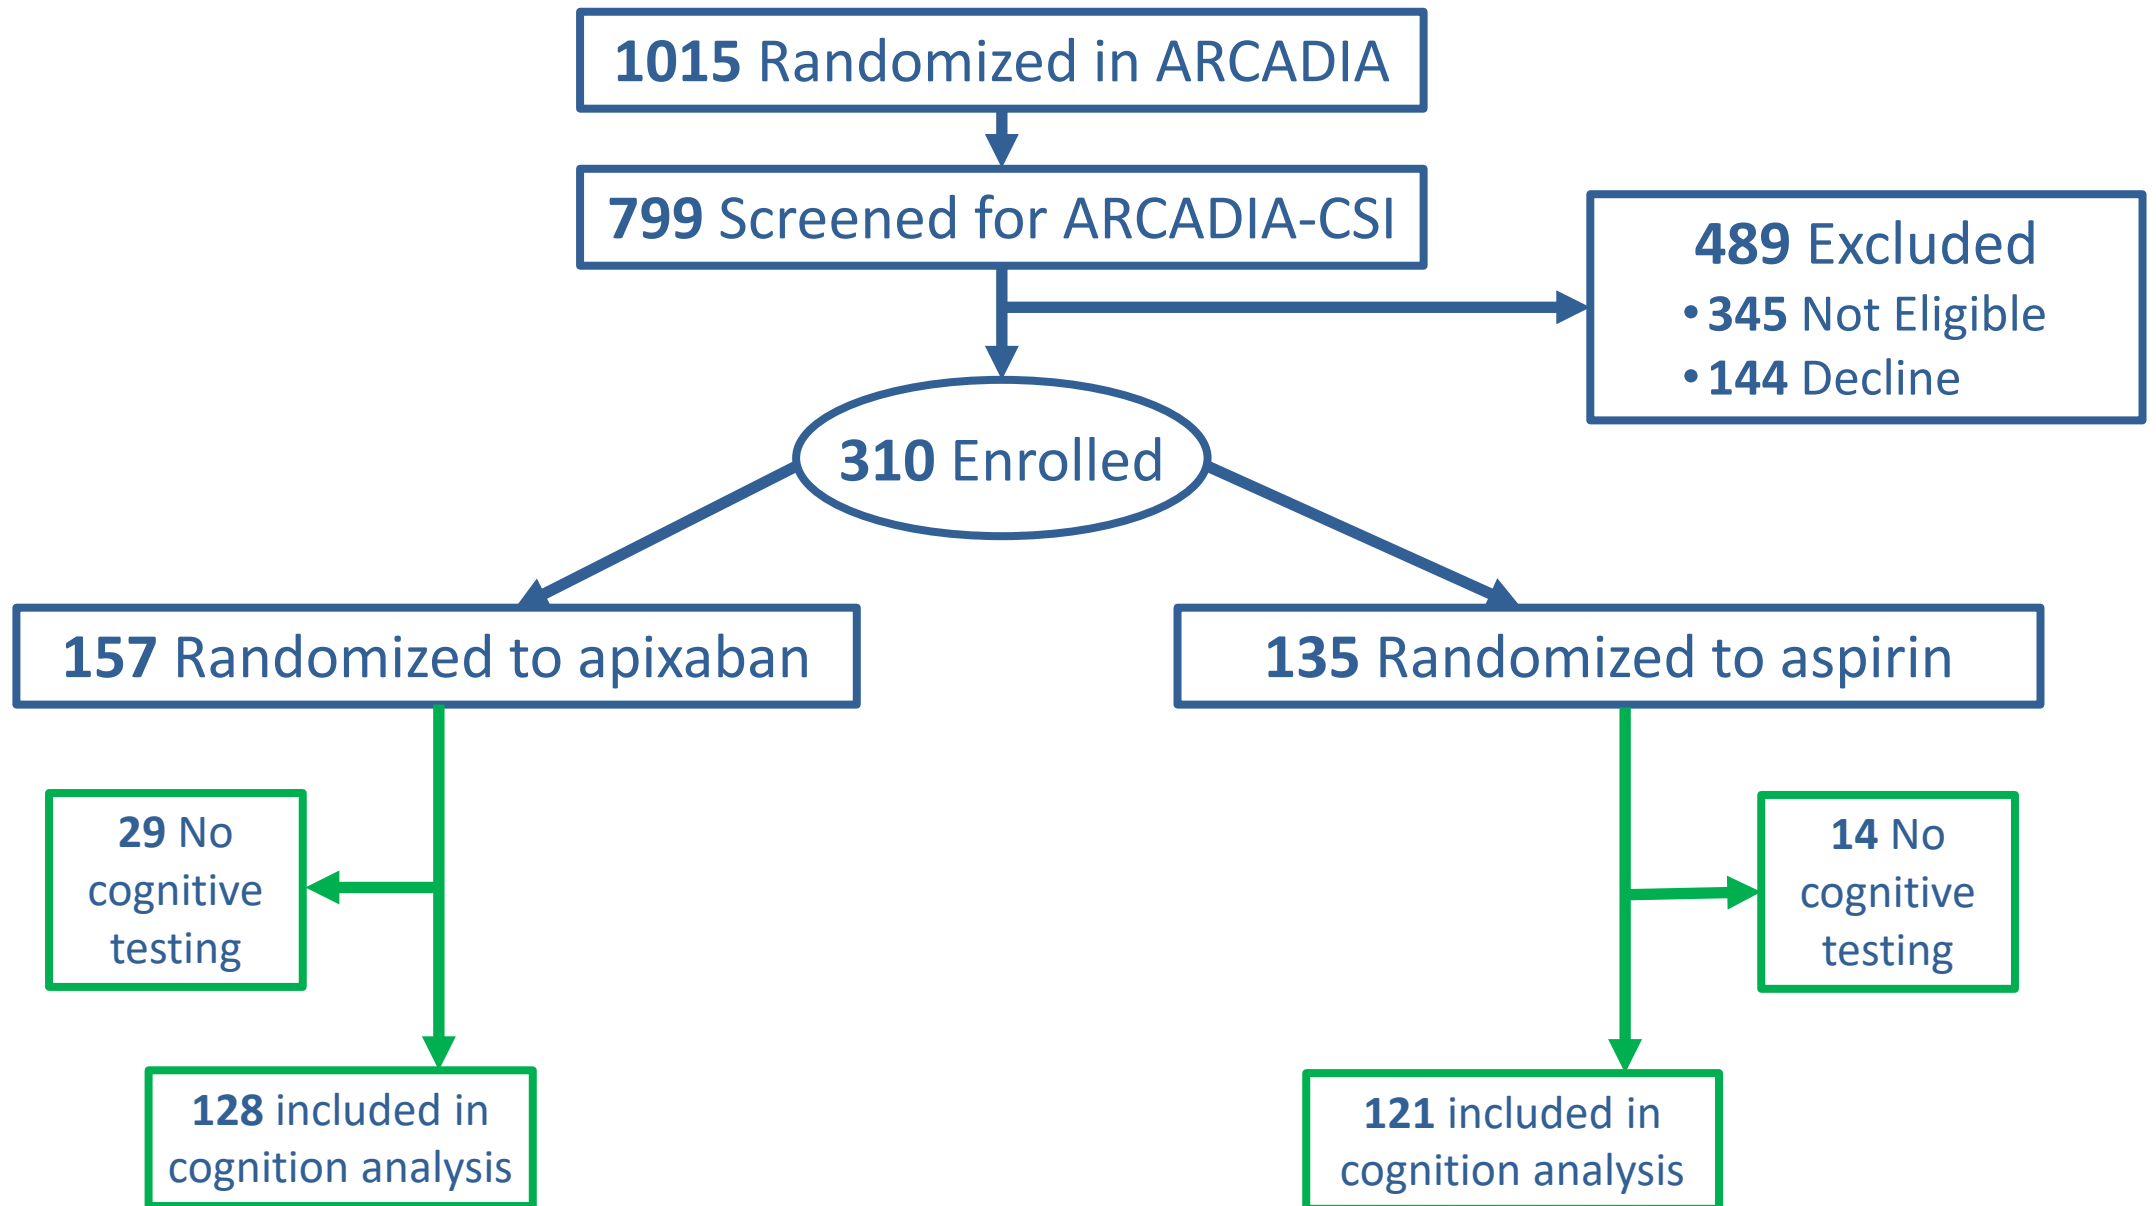 1015 Randomized in ARCADIA
799 Screened for ARCADIA-CSI
489 Excluded
• 345 Not Eligible
• 144 Decline
310 Enrolled
157 Randomized to apixaban
135 Randomized to aspirin
29 No
cognitive
testing
14 No
cognitive
testing
128 included in
cognition analysis
121 included in
cognition analysis